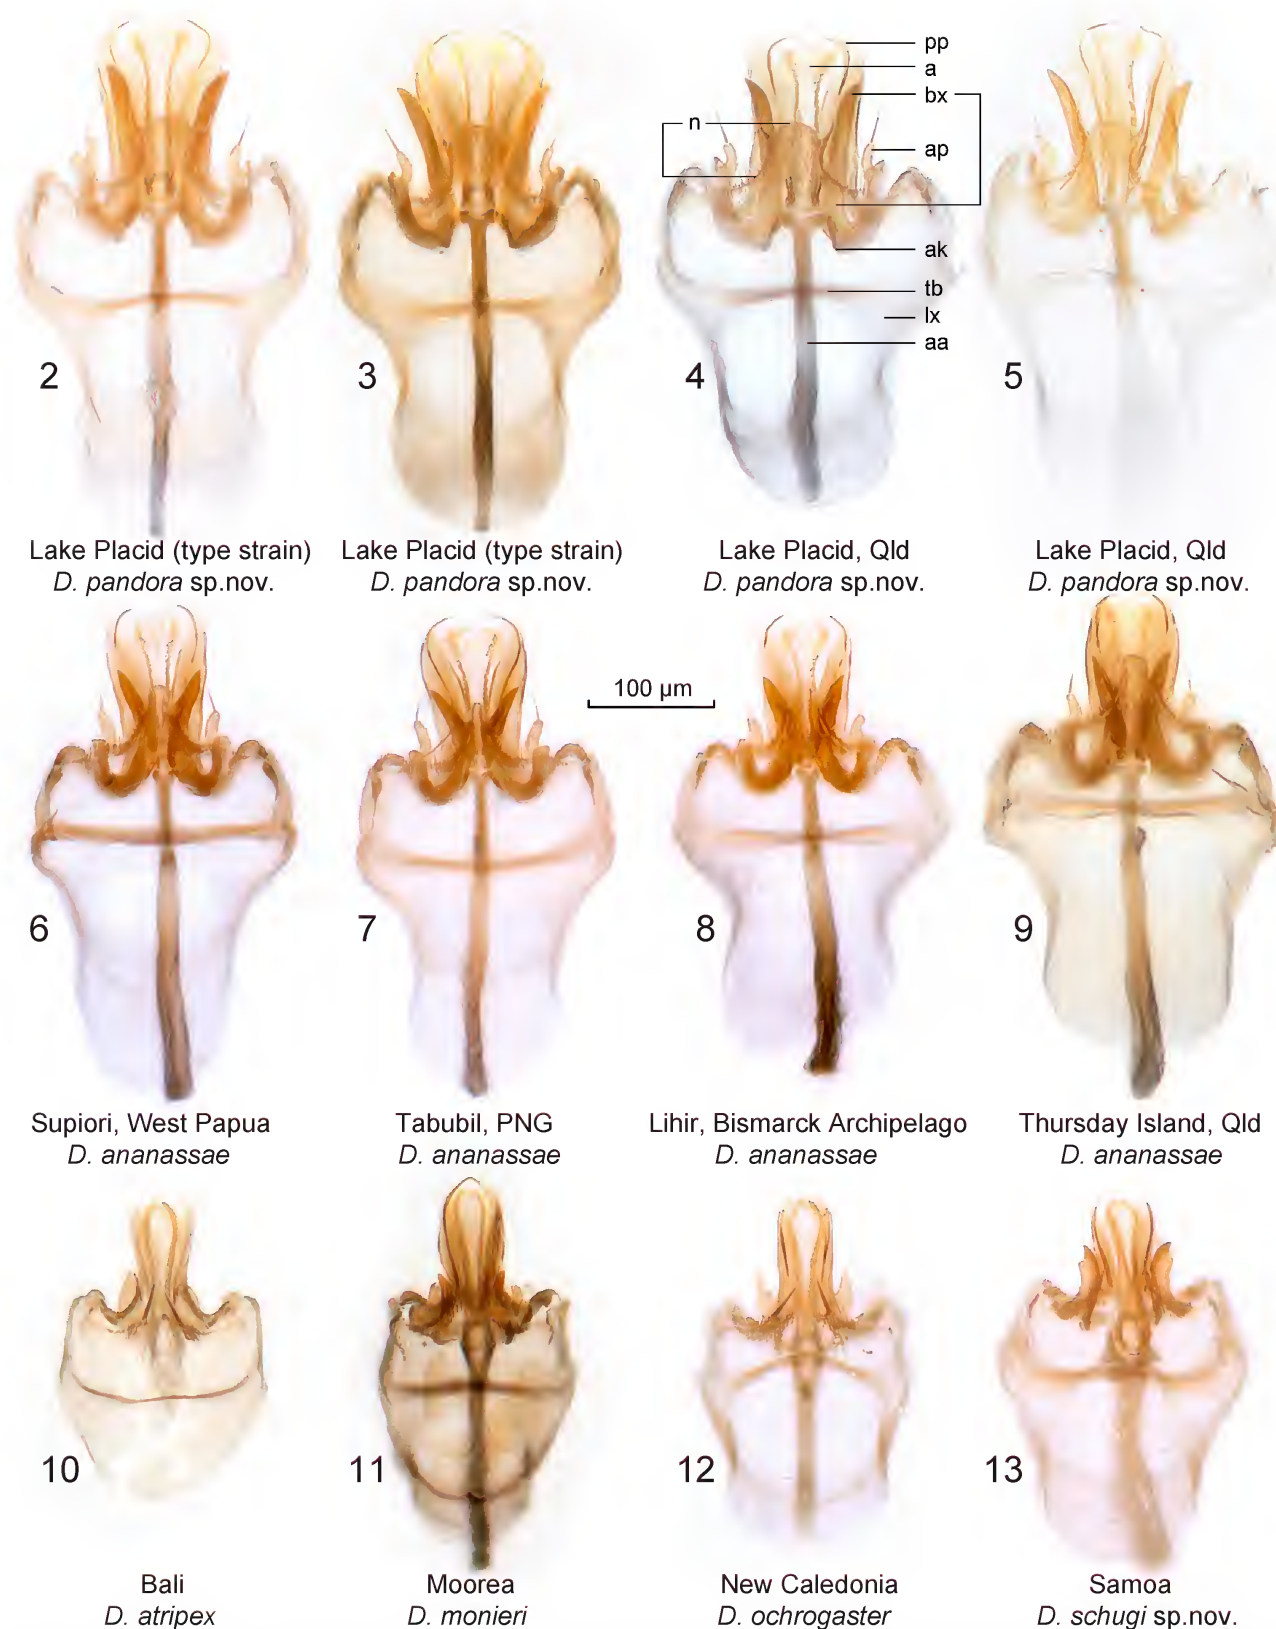 pp
a
bx
n
ap
ak
tb
lx
aa
2
3
4
5
Lake Placid (type strain)
D. pandora sp.nov.
Lake Placid (type strain)
D. pandora sp.nov.
Lake Placid, Qld
D. pandora sp.nov.
Lake Placid, Qld
D. pandora sp.nov.
100 µm
6
7
8
9
Supiori, West Papua
D. ananassae
Tabubil, PNG
D. ananassae
Lihir, Bismarck Archipelago
D. ananassae
Thursday Island, Qld
D. ananassae
10
11
12
13
Bali
D. atripex
Moorea
D. monieri
New Caledonia
D. ochrogaster
Samoa
D. schugi sp.nov.